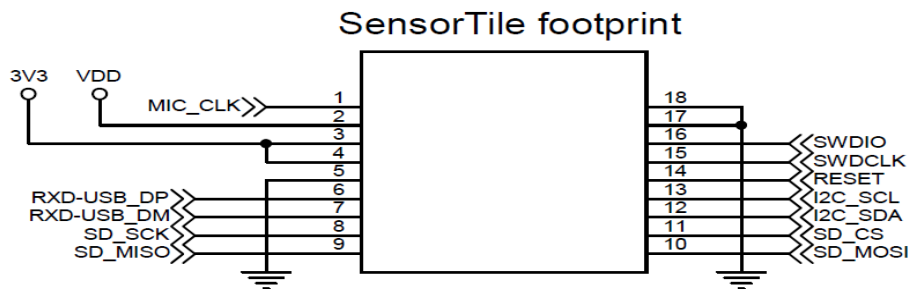 SensorTile footprint
3V3 VDD
MIC_CLK 1 18
2 17
3 16 SWDIO
4 15 SWDCLK
5 14 RESET
RXD-USB_DP 6 13 I2C_SCL
RXD-USB_DM 7 12 I2C_SDA
SD_SCK 8 11 SD_CS
SD_MISO 9 10 SD_MOSI